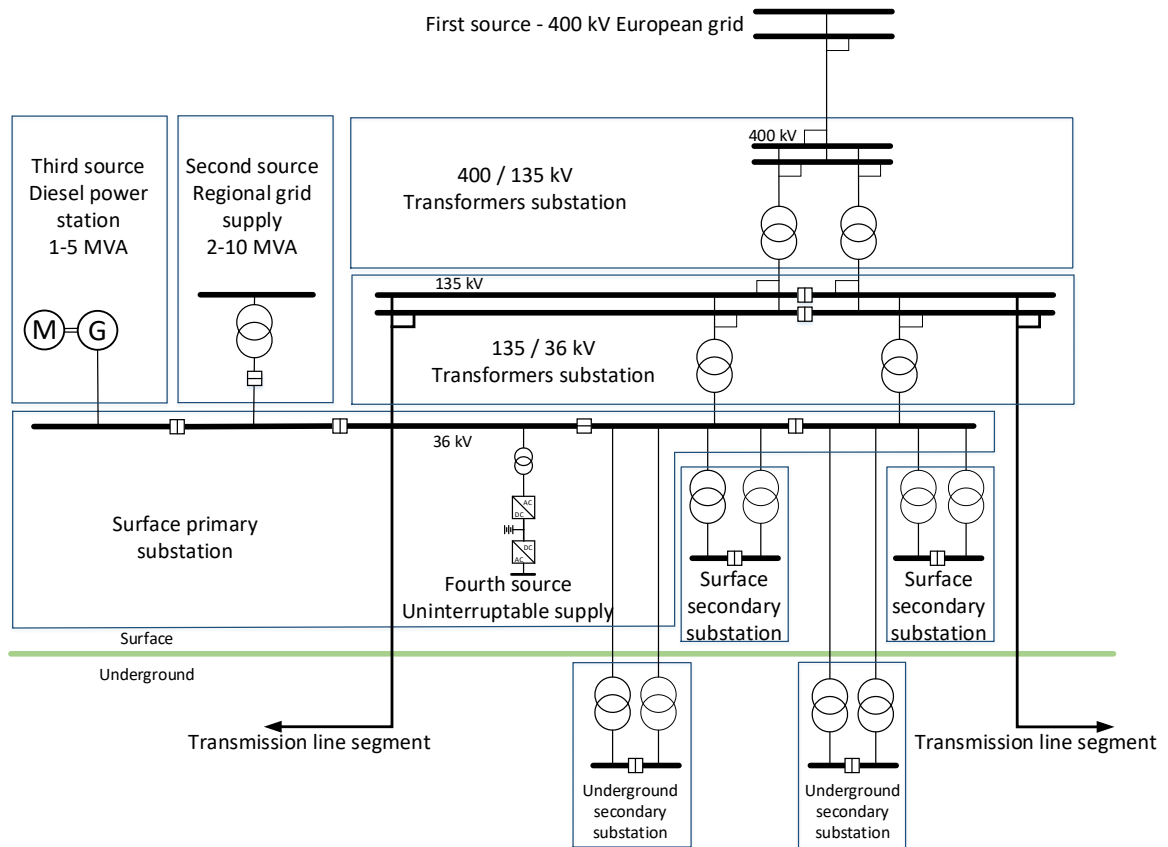 First source - 400 kV European grid
400 kV
Third source
Diesel power
station
1-5 MVA
Second source
Regional grid
supply
2-10 MVA
400 / 135 kV
Transformers substation
135 kV
M
G
135 / 36 kV
Transformers substation
36 kV
AC
DC
DC
AC
Surface primary
substation
Fourth source
Uninterruptable supply
Surface
secondary
substation
Surface
secondary
substation
Surface
Underground
Transmission line segment
Transmission line segment
Underground
secondary
substation
Underground
secondary
substation